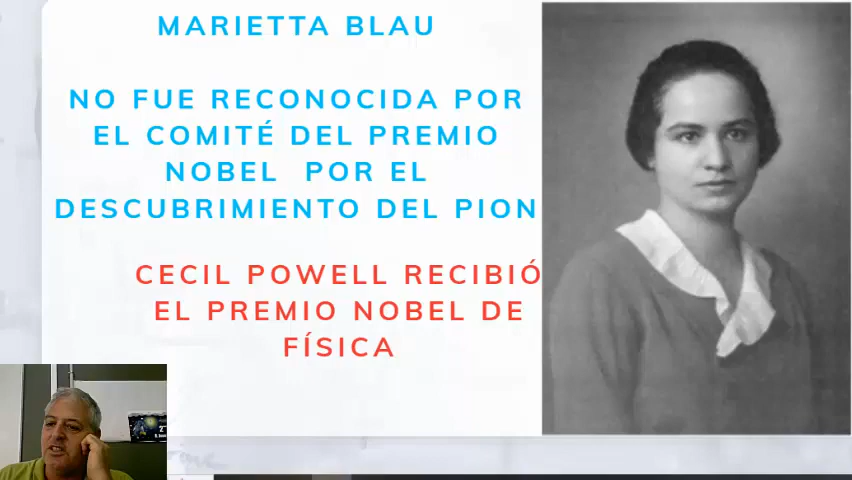 MARIETTA BLAU
NO FUE RECONOCIDA POR
EL COMITÉ DEL PREMIO
NOBEL POR EL
DESCUBRIMIENTO DEL PION
CECIL POWELL RECIBIÓ
EL PREMIO NOBEL DE
FÍSICA